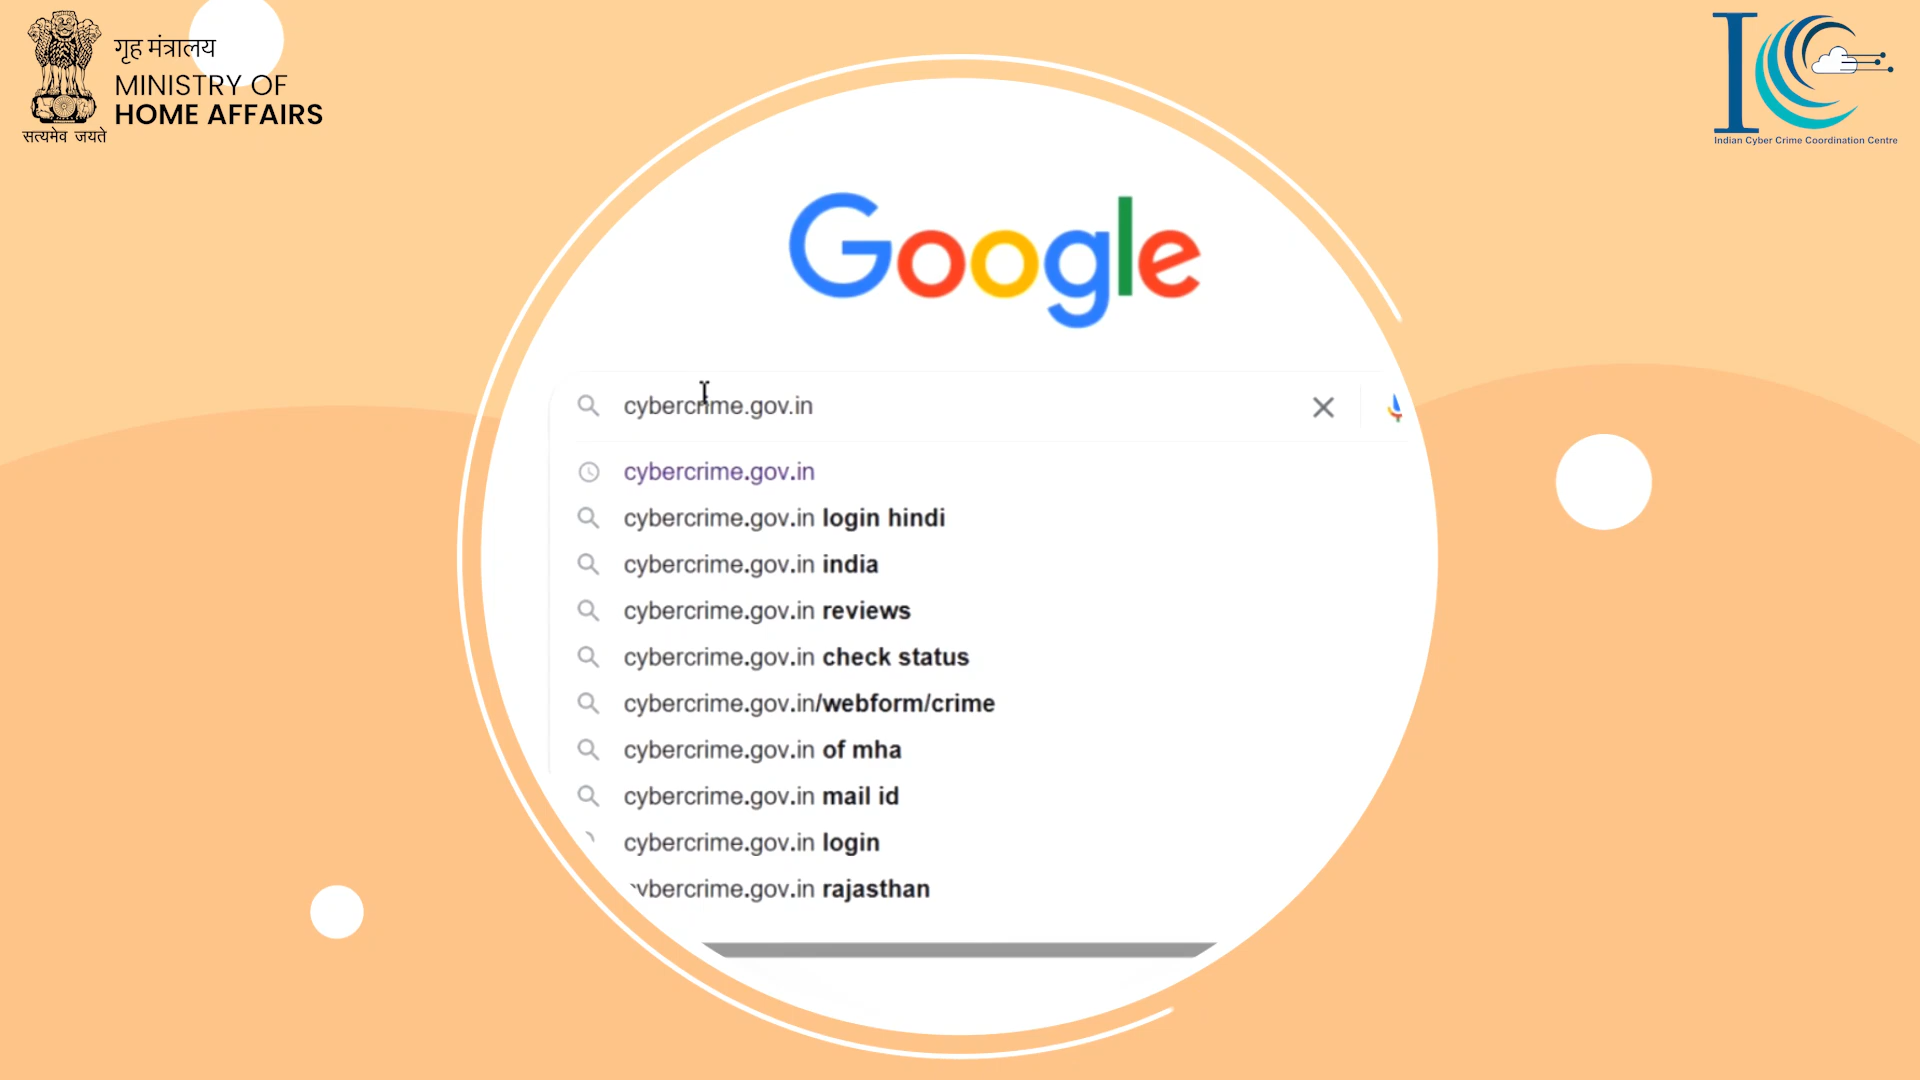 गृह मंत्रालय
MINISTRY OF
HOME AFFAIRS
सत्यमेव जयते
Indian Cyber Crime Coordination Centre
Google
cybercrime.gov.in
cybercrime.gov.in
cybercrime.gov.in login hindi
cybercrime.gov.in india
cybercrime.gov.in reviews
cybercrime.gov.in check status
cybercrime.gov.in/webform/crime
cybercrime.gov.in of mha
cybercrime.gov.in mail id
cybercrime.gov.in login
cybercrime.gov.in rajasthan